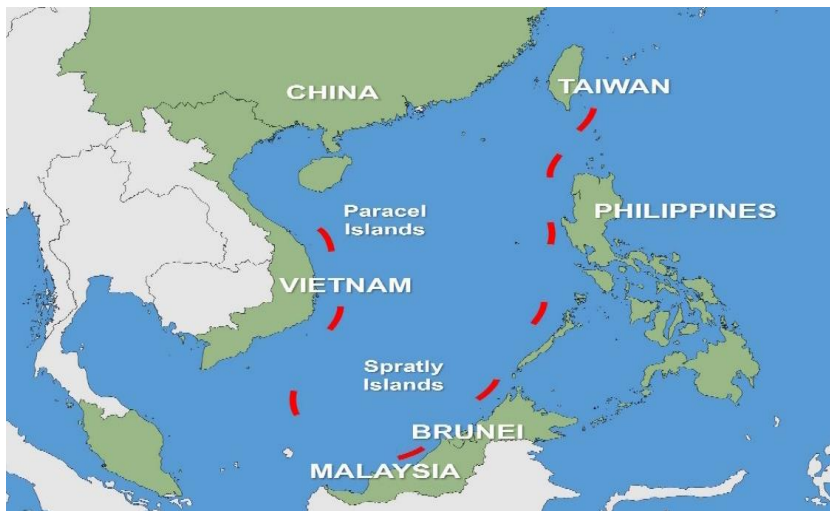 TAIWAN
CHINA
Paracel
Islands
PHILIPPINES
VIETNAM
Spratly
Islands
BRUNEI
MALAYSIA